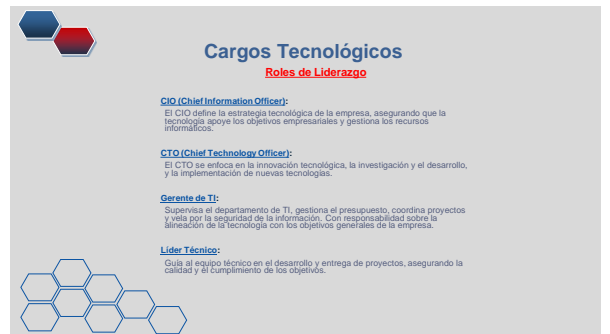 Cargos Tecnológicos
Roles de Liderazgo
CIO (Chief Information Officer):
El CIO define la estrategia tecnológica de la empresa, asegurando que la
tecnología apoye los objetivos empresariales y gestiona los recursos
informáticos.
CTO (Chief Technology Officer):
El CTO se enfoca en la innovación tecnológica, la investigación y el desarrollo,
y la implementación de nuevas tecnologías.
Gerente de TI:
Supervisa el departamento de TI, gestiona el presupuesto, coordina proyectos
y vela por la seguridad de la información. Con responsabilidad sobre la
alineación de la tecnología con los objetivos generales de la empresa.
Líder Técnico:
Guía al equipo técnico en el desarrollo y entrega de proyectos, asegurando la
calidad y el cumplimiento de los objetivos.